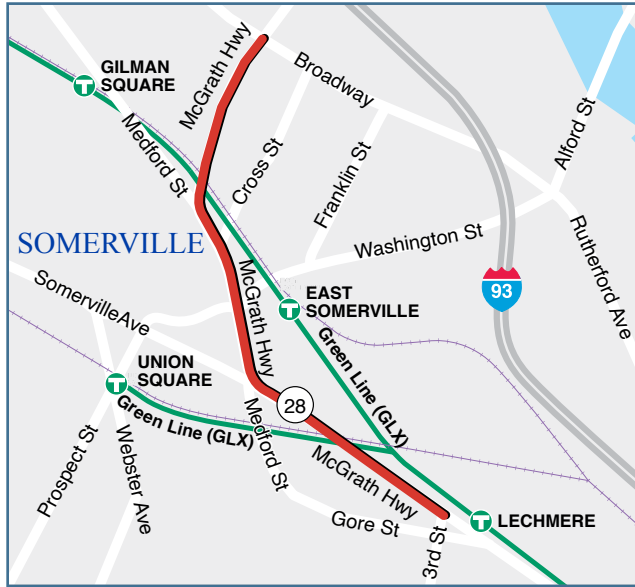 McGrath Hwy
Broadway
GILMAN
SQUARE
T
Alford St
Medford St
Cross St
Franklin St
SOMERVILLE
Washington St
Rutherford Ave
93
SomervilleAve
McGrath Hwy
T
EAST
SOMERVILLE
UNION
SQUARE
T
Green Line (GLX)
28
Green Line (GLX)
Medford St
McGrath Hwy
Prospect St
Webster Ave
Gore St
3rd St
T
LECHMERE